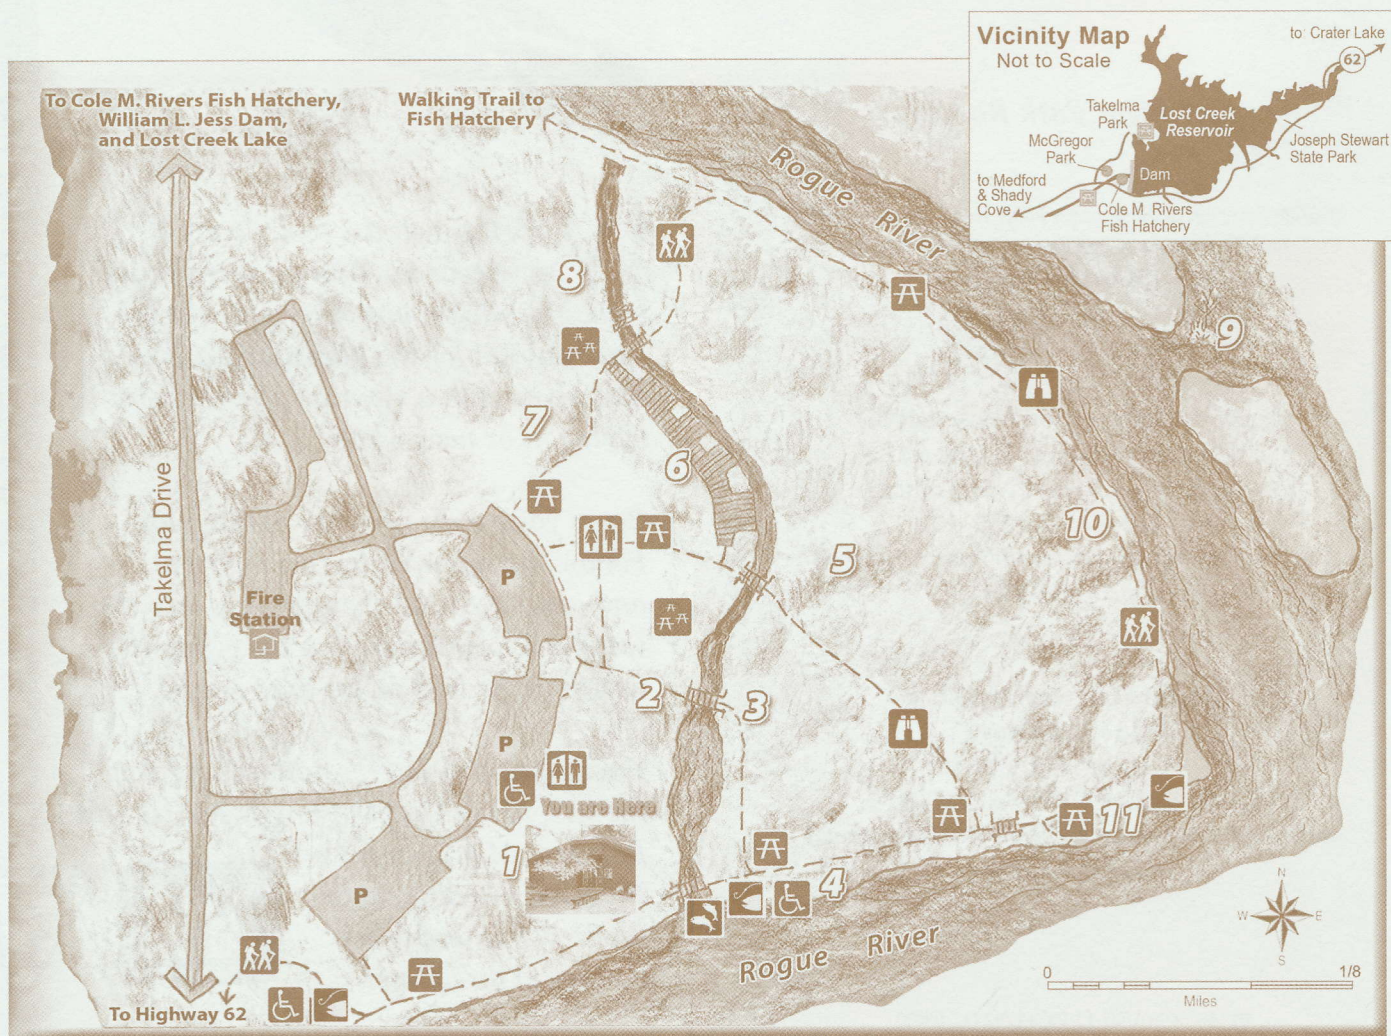 Vicinity Map
Not to Scale
to Crater Lake
62
Takelma
Park
Lost Creek
Reservoir
McGregor
Park
Joseph Stewart
State Park
Dam
to Medford
& Shady
Cove
Cole M Rivers
Fish Hatchery
To Cole M. Rivers Fish Hatchery,
William L. Jess Dam,
and Lost Creek Lake
Walking Trail to
Fish Hatchery
Rogue River
8
9
7
6
10
5
Takelma Drive
P
Fire
Station
2
3
P
You are Here
1
11
4
P
Rogue River
N
W
E
S
0
1/8
Miles
To Highway 62